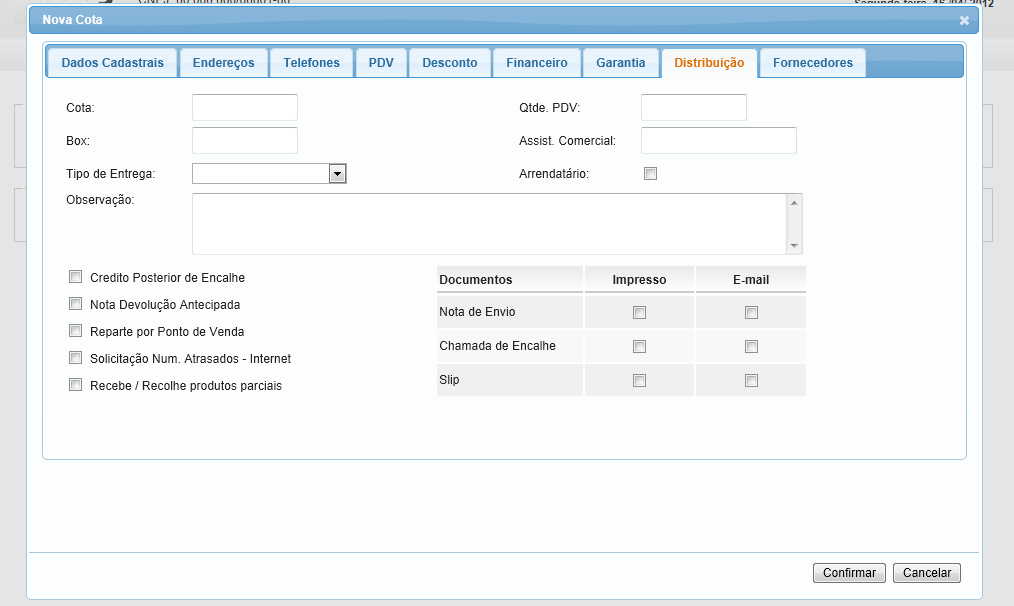 Nova Cota
Dados Cadastrais Endereços Telefones PDV Desconto Financeiro Garantia Distribuição Fornecedores
Cota: Qtde. PDV:
Box: Assist. Comercial:
Tipo de Entrega: Arrendatário:
Observação:
Credito Posterior de Encalhe
Nota Devolução Antecipada
Reparte por Ponto de Venda
Solicitação Num. Atrasados - Internet
Recebe / Recolhe produtos parciais
Documentos Impresso E-mail
Nota de Envio
Chamada de Encalhe
Slip
Confirmar Cancelar